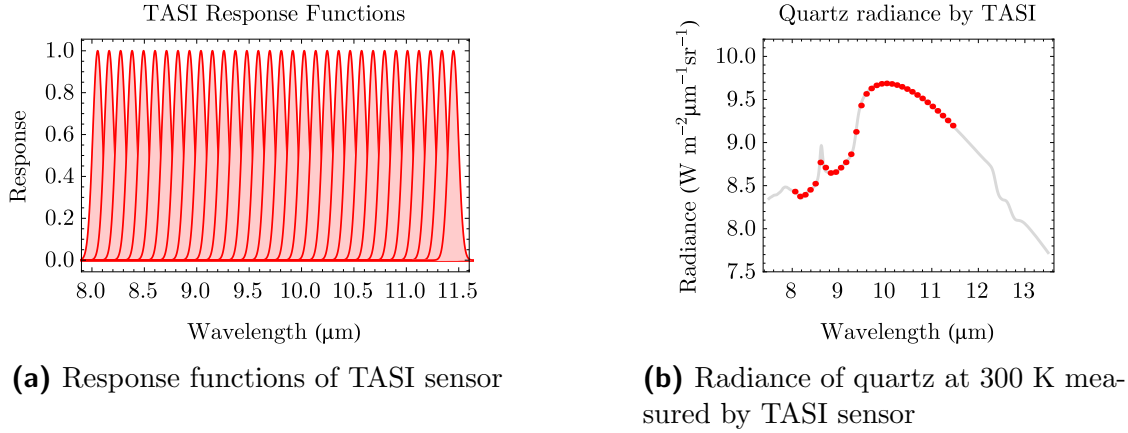 TASI Response Functions
Response
1.0
0.8
0.6
0.4
0.2
0.0
8.0 8.5 9.0 9.5 10.0 10.5 11.0 11.5
Wavelength (μm)
(a) Response functions of TASI sensor
Quartz radiance by TASI
Radiance (W m⁻²μm⁻¹sr⁻¹)
10.0
9.5
9.0
8.5
8.0
7.5
8 9 10 11 12 13
Wavelength (μm)
(b) Radiance of quartz at 300 K mea-
sured by TASI sensor